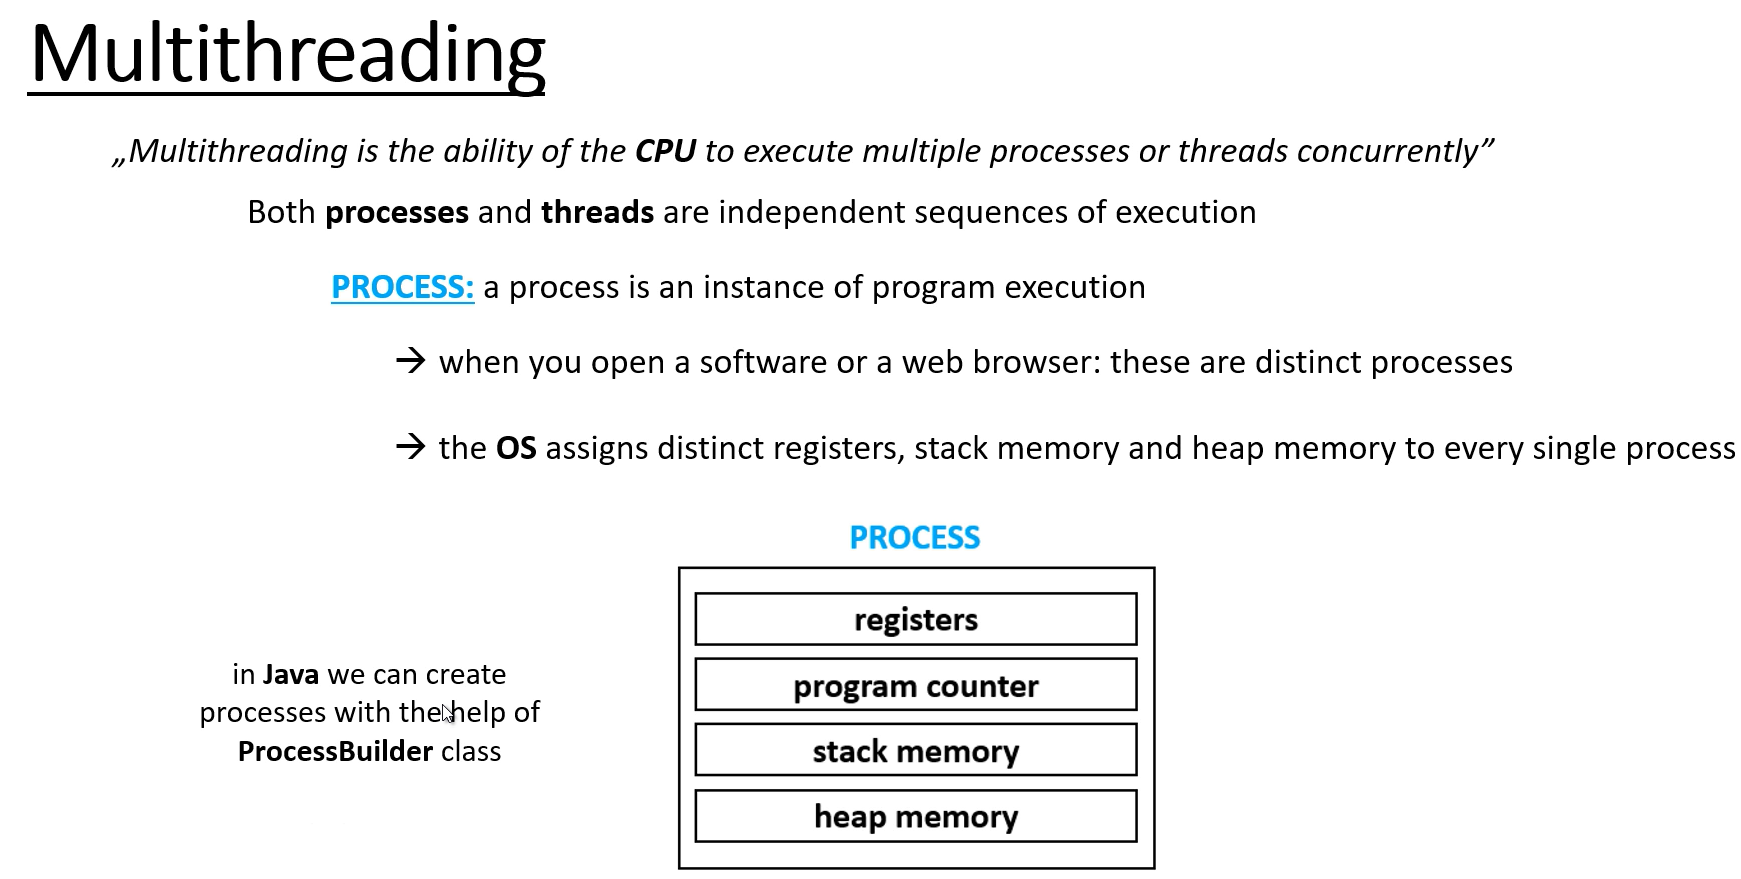 Multithreading
„Multithreading is the ability of the CPU to execute multiple processes or threads concurrently”
Both processes and threads are independent sequences of execution
PROCESS: a process is an instance of program execution
→ when you open a software or a web browser: these are distinct processes
→ the OS assigns distinct registers, stack memory and heap memory to every single process
PROCESS
registers
program counter
stack memory
heap memory
in Java we can create
processes with the help of
ProcessBuilder class